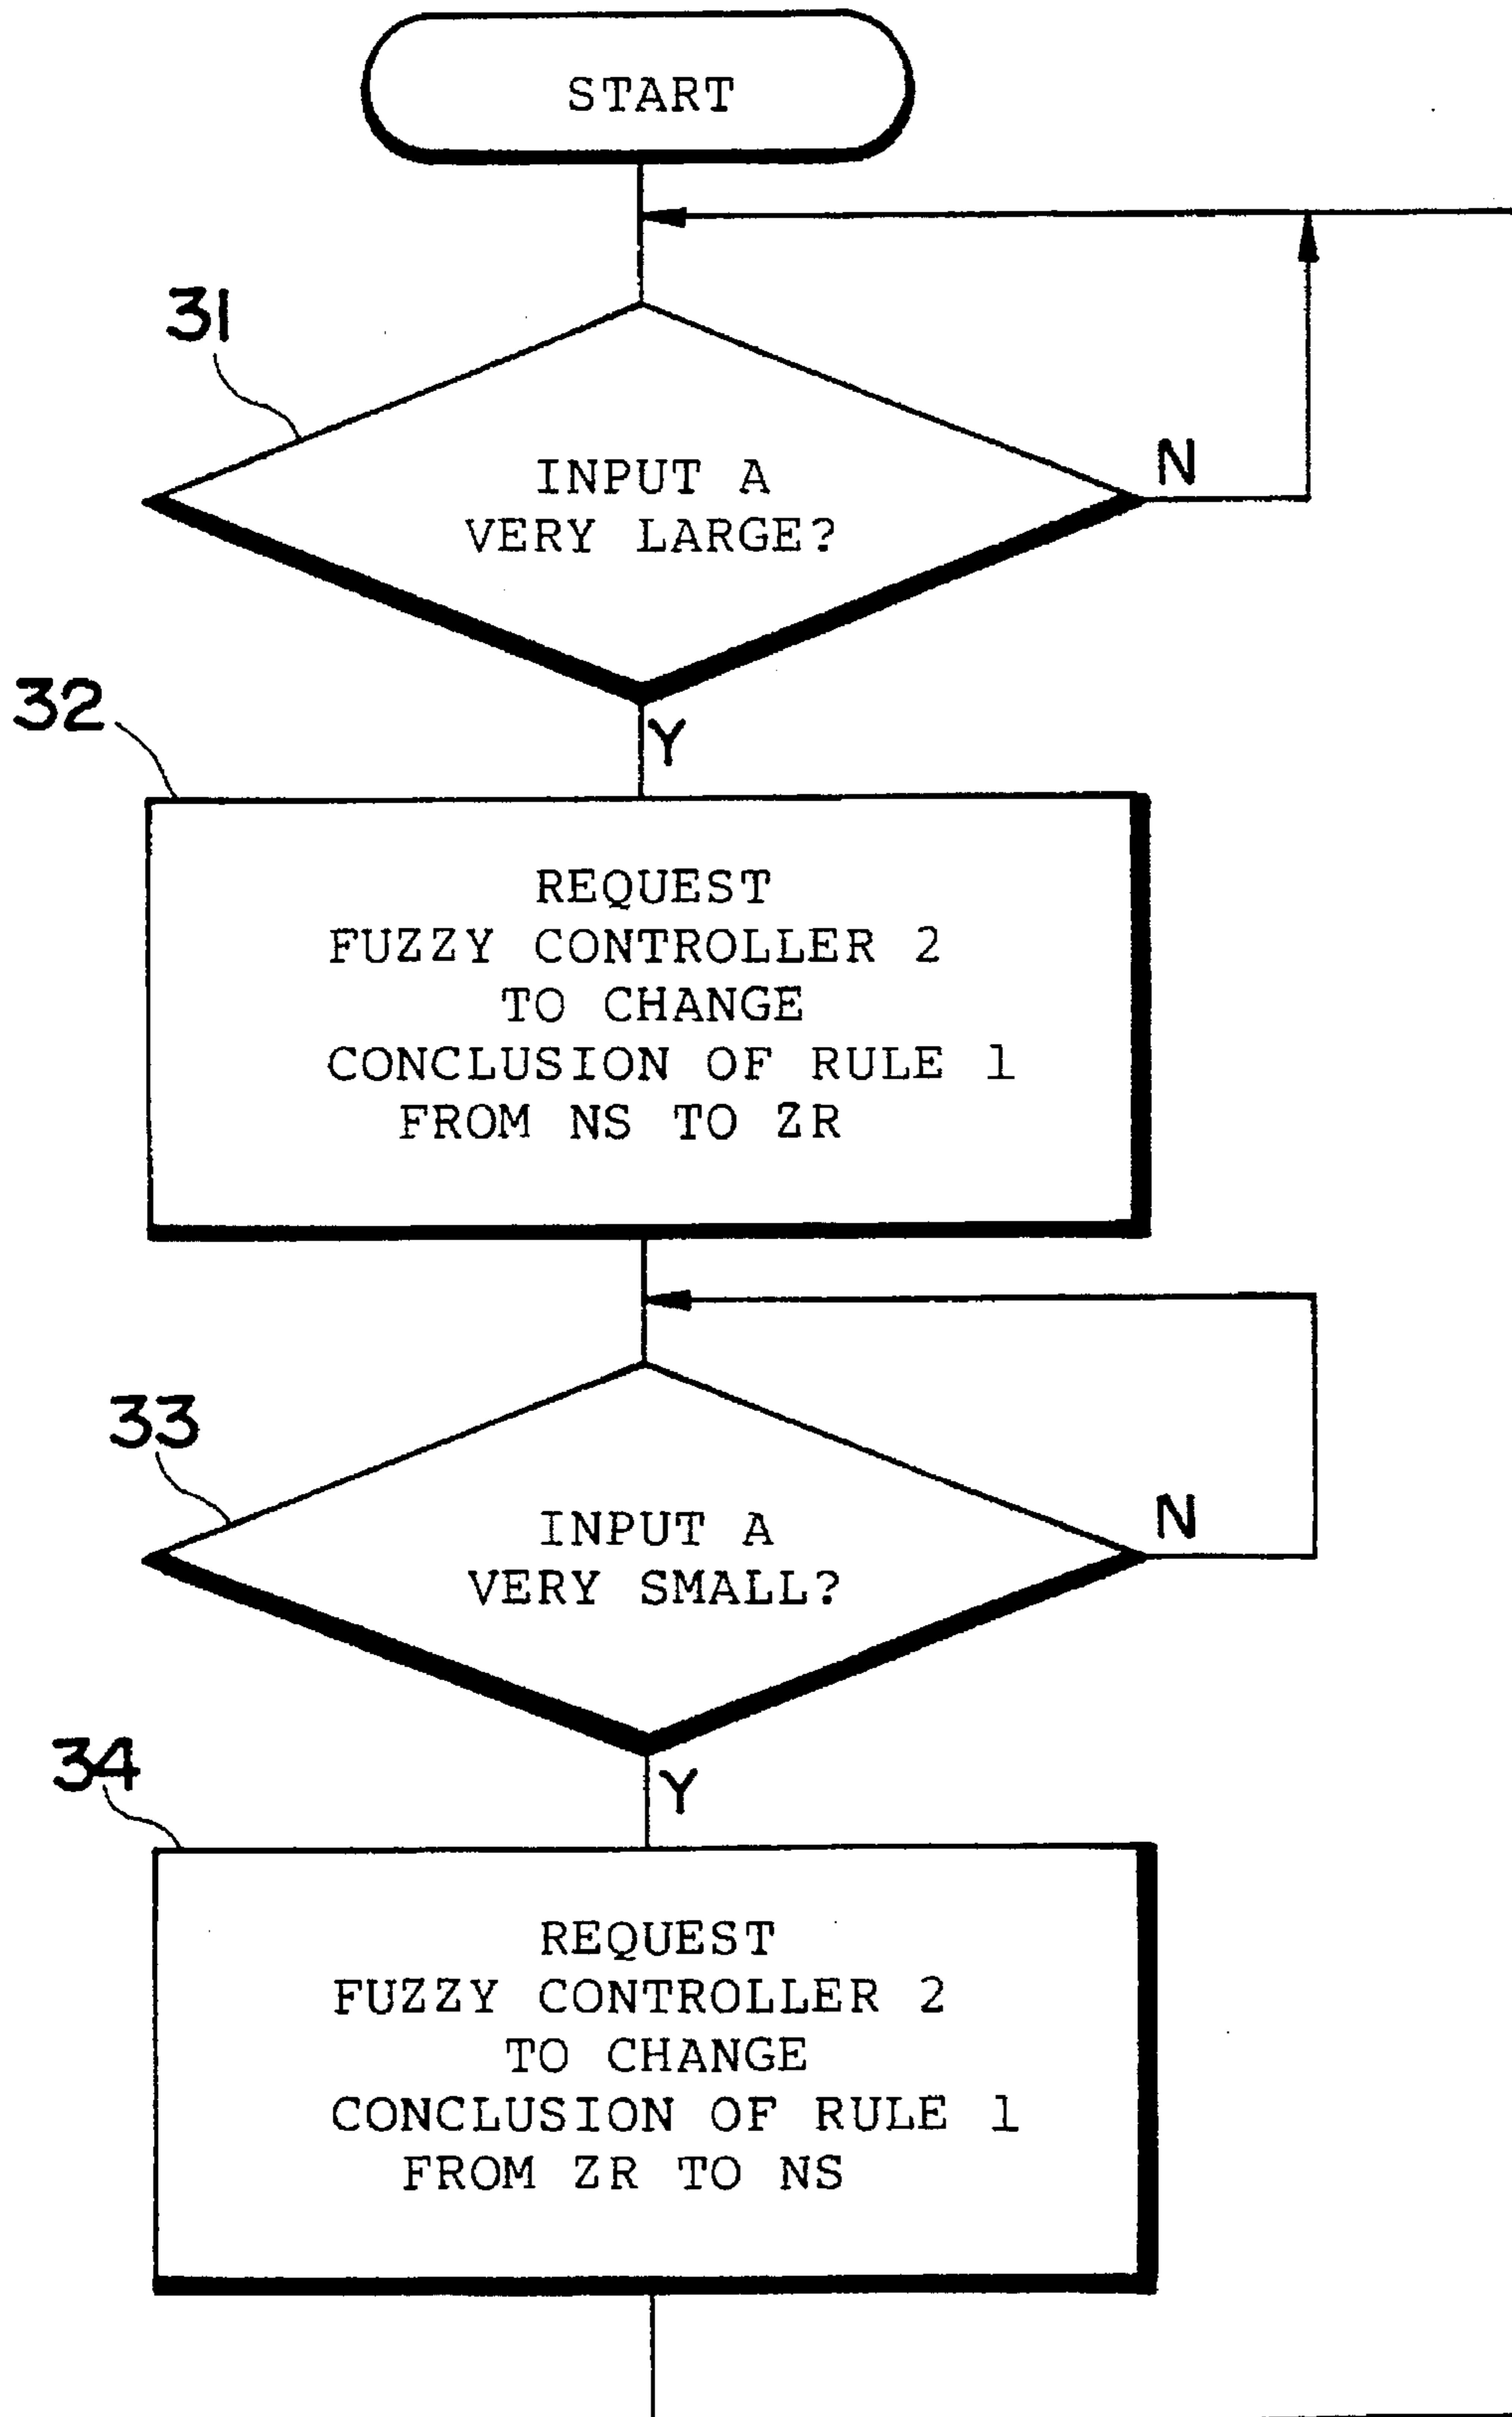 START
31
INPUT A
VERY LARGE?
N
32
Y
REQUEST
FUZZY CONTROLLER 2
TO CHANGE
CONCLUSION OF RULE 1
FROM NS TO ZR
33
INPUT A
VERY SMALL?
N
34
Y
REQUEST
FUZZY CONTROLLER 2
TO CHANGE
CONCLUSION OF RULE 1
FROM ZR TO NS